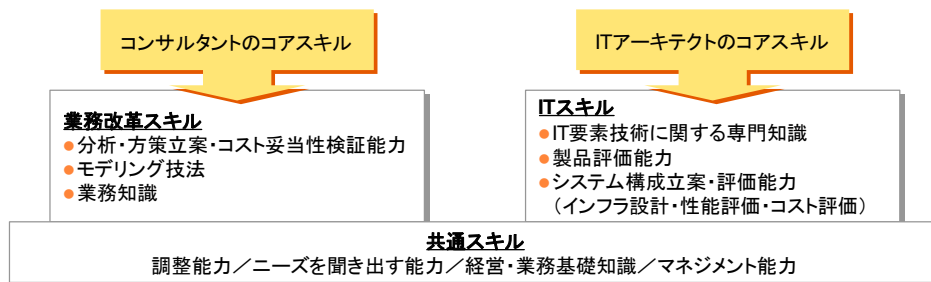 コンサルタントのコアスキル
ITアーキテクトのコアスキル
業務改革スキル
●分析・方策立案・コスト妥当性検証能力
●モデリング技法
●業務知識
ITスキル
●IT要素技術に関する専門知識
●製品評価能力
●システム構成立案・評価能力
（インフラ設計・性能評価・コスト評価）
共通スキル
調整能力／ニーズを聞き出す能力／経営・業務基礎知識／マネジメント能力